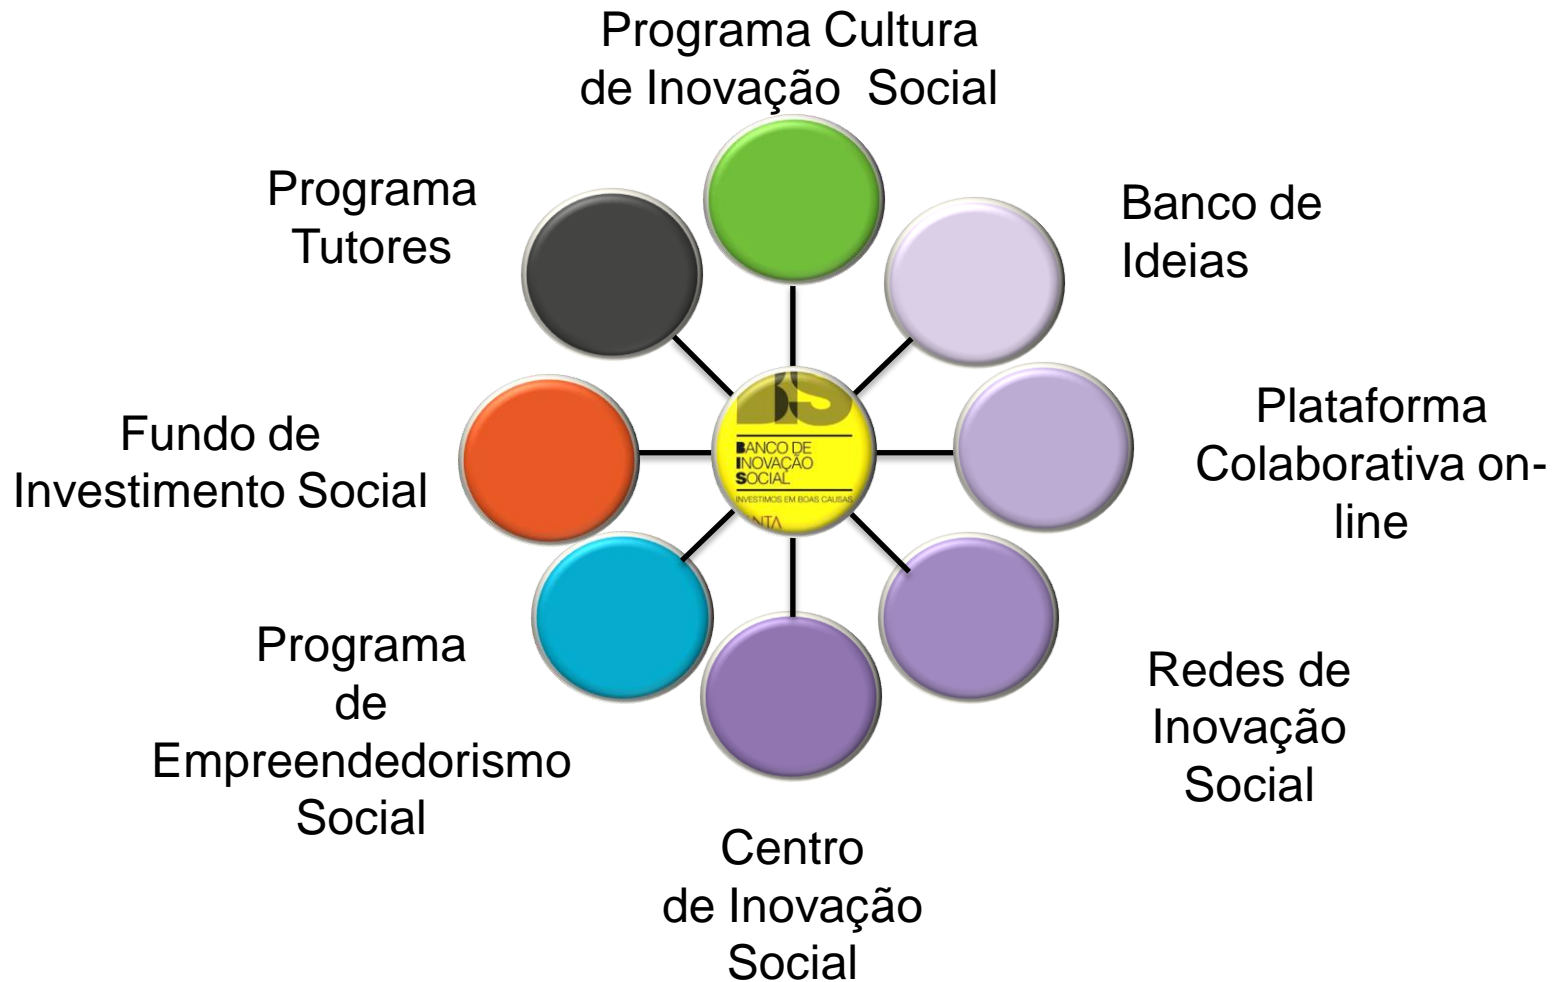 Programa Cultura
de Inovação  Social
Programa
Tutores
Banco de
Ideias
Fundo de
Investimento Social
BANCO DE
INOVAÇÃO
SOCIAL
INVESTIMOS EM BOAS CAUSAS
Plataforma
Colaborativa on-
line
Programa
de
Empreendedorismo
Social
Redes de
Inovação
Social
Centro
de Inovação
Social